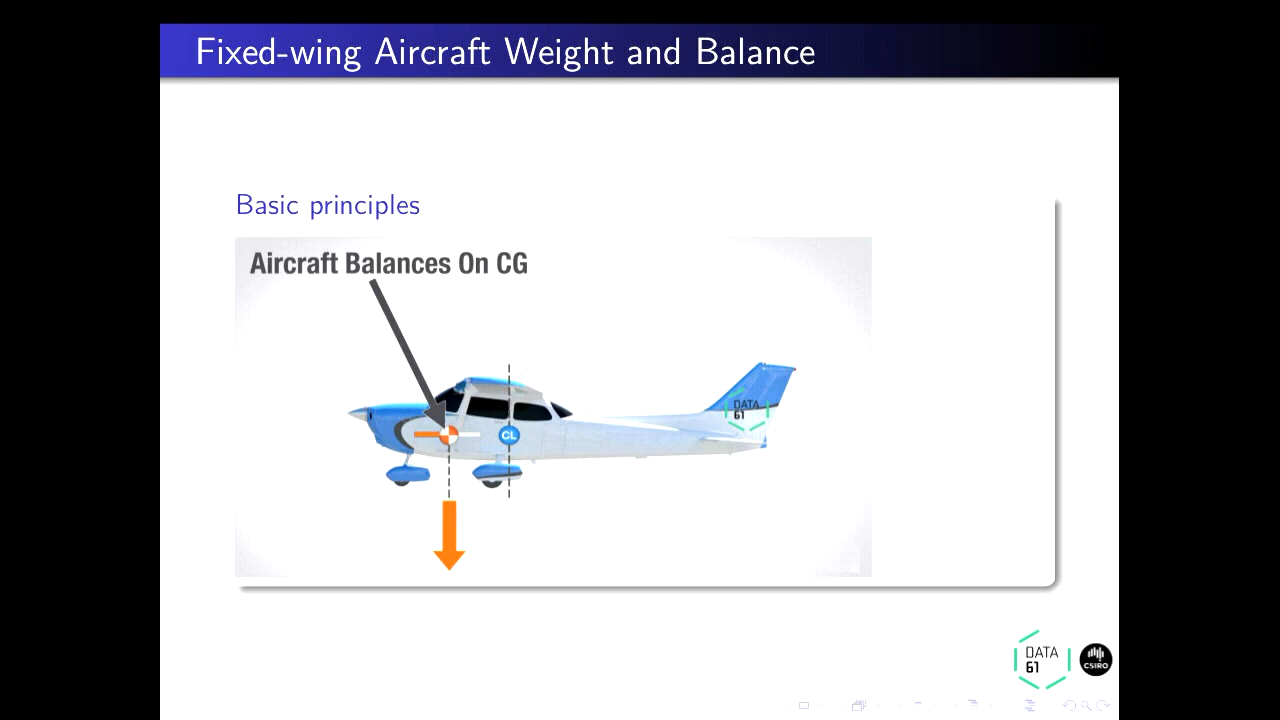 Fixed-wing Aircraft Weight and Balance
Basic principles
Aircraft Balances On CG
CL
DATA
61
DATA
61
CSIRO